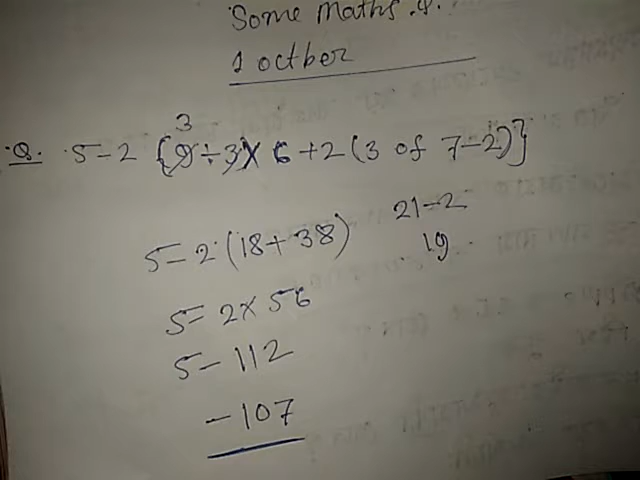 Some Maths .Q.
1 octber
3
Q. 5-2 {9÷3)× 6 +2 (3 of 7-2)}
21-2
5-2 (18+38)
19
5- 2× 56
5- 112
- 107